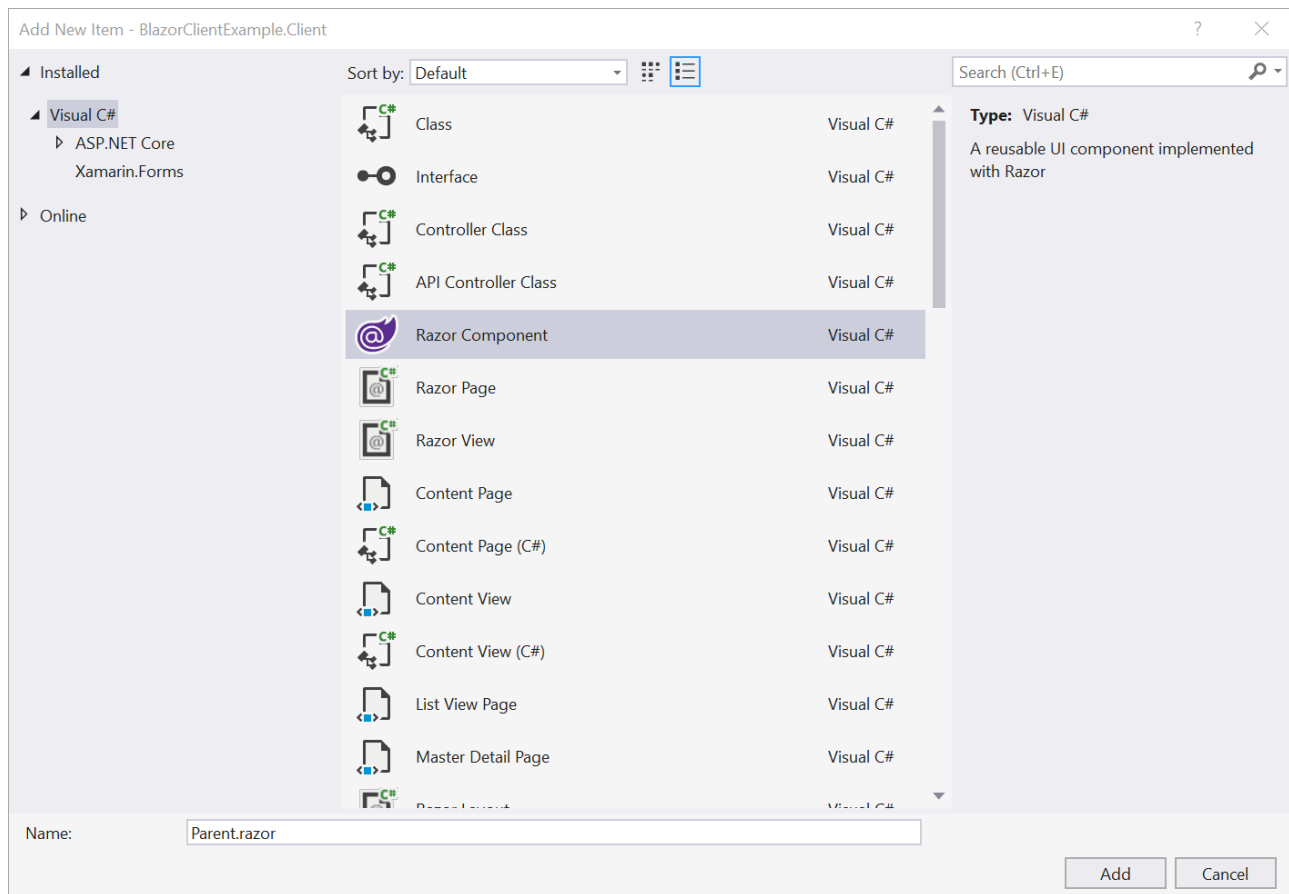 Add New Item - BlazorClientExample.Client
?
Installed
Visual C#
ASP.NET Core
Xamarin.Forms
Online
Sort by: Default
Search (Ctrl+E)
C# Class Visual C#
Interface Visual C#
C# Controller Class Visual C#
C# API Controller Class Visual C#
@ Razor Component Visual C#
C# @ Razor Page Visual C#
C# @ Razor View Visual C#
Content Page Visual C#
C# Content Page (C#) Visual C#
Content View Visual C#
C# Content View (C#) Visual C#
List View Page Visual C#
Master Detail Page Visual C#
C# Razor Layout Visual C#
Type: Visual C#
A reusable UI component implemented
with Razor
Name: Parent.razor
Add Cancel